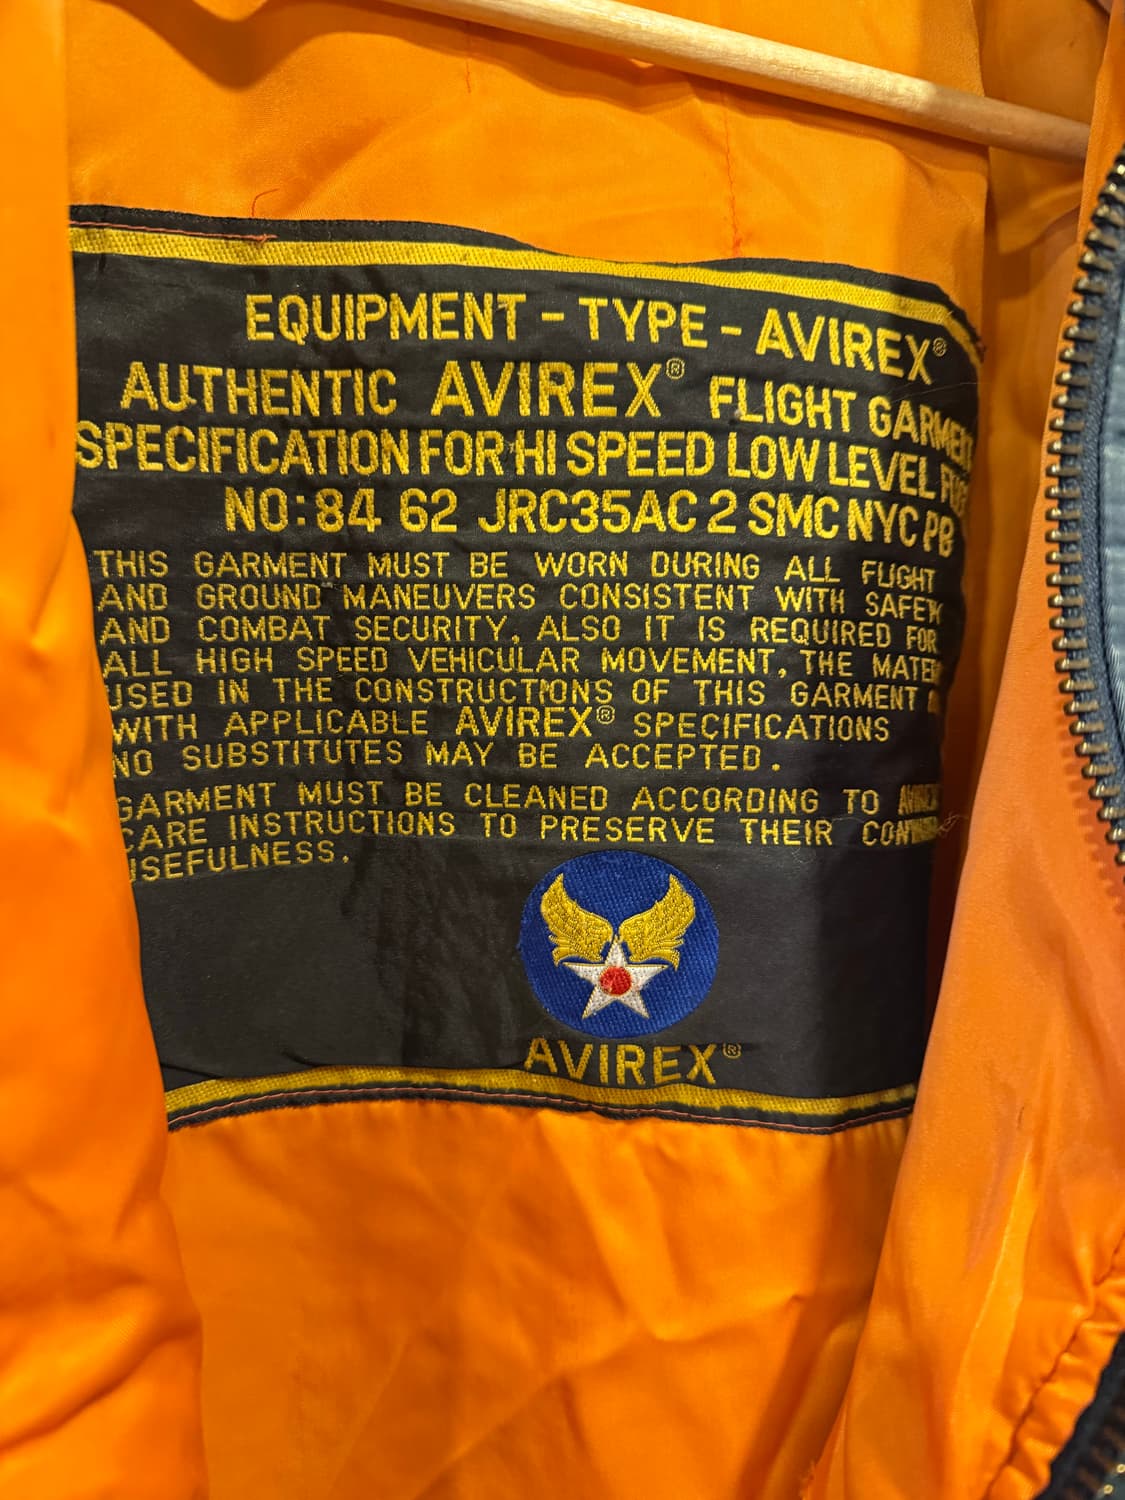 EQUIPMENT - TYPE - AVIREX®
AUTHENTIC AVIREX® FLIGHT
SPECIFICATION FOR HI SPEED LOW LEVEL
NO: 84 62 JRC35AC 2 SMC NYC PB
THIS GARMENT MUST BE WORN DURING ALL FLIGHT
AND GROUND MANEUVERS CONSISTENT WITH SAFETY
AND COMBAT SECURITY, ALSO IT IS REQUIRED FOR
ALL HIGH SPEED VEHICULAR MOVEMENT, THE
USED IN THE CONSTRUCTIONS OF THIS GARMENT
WITH APPLICABLE AVIREX® SPECIFICATIONS
NO SUBSTITUTES MAY BE ACCEPTED.
GARMENT MUST BE CLEANED ACCORDING TO AVIREX
CARE INSTRUCTIONS TO PRESERVE THEIR
USEFULNESS.
AVIREX®